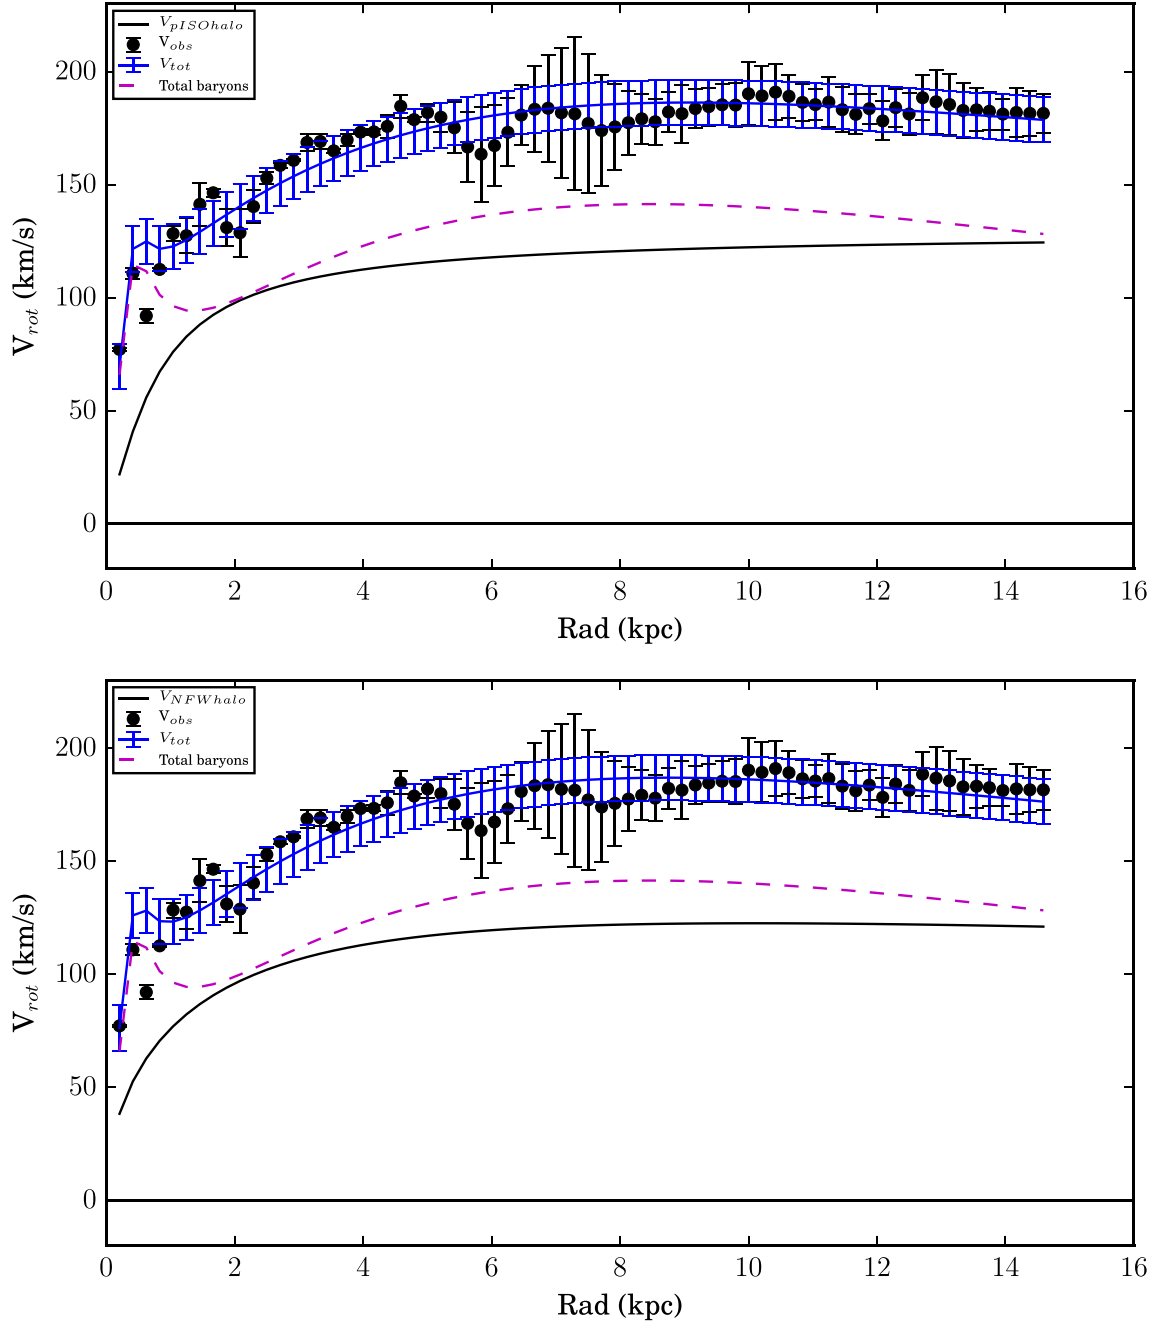 V_pISOhalo
V_obs
V_tot
Total baryons
200
150
100
50
0
V_rot (km/s)
0 2 4 6 8 10 12 14 16
Rad (kpc)
V_NFWhalo
V_obs
V_tot
Total baryons
200
150
100
50
0
V_rot (km/s)
0 2 4 6 8 10 12 14 16
Rad (kpc)